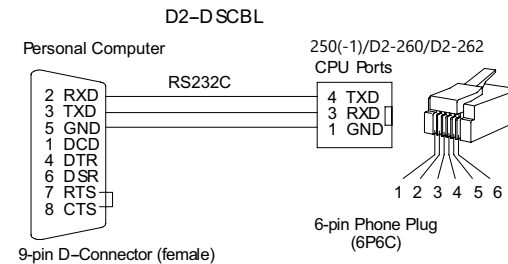 D2-DSCBL
Personal Computer
250(-1)/D2-260/D2-262
CPU Ports
RS232C
2 RXD
3 TXD
5 GND
1 DCD
4 DTR
6 DSR
7 RTS
8 CTS
4 TXD
3 RXD
1 GND
1 2 3 4 5 6
6-pin Phone Plug
(6P6C)
9-pin D-Connector (female)